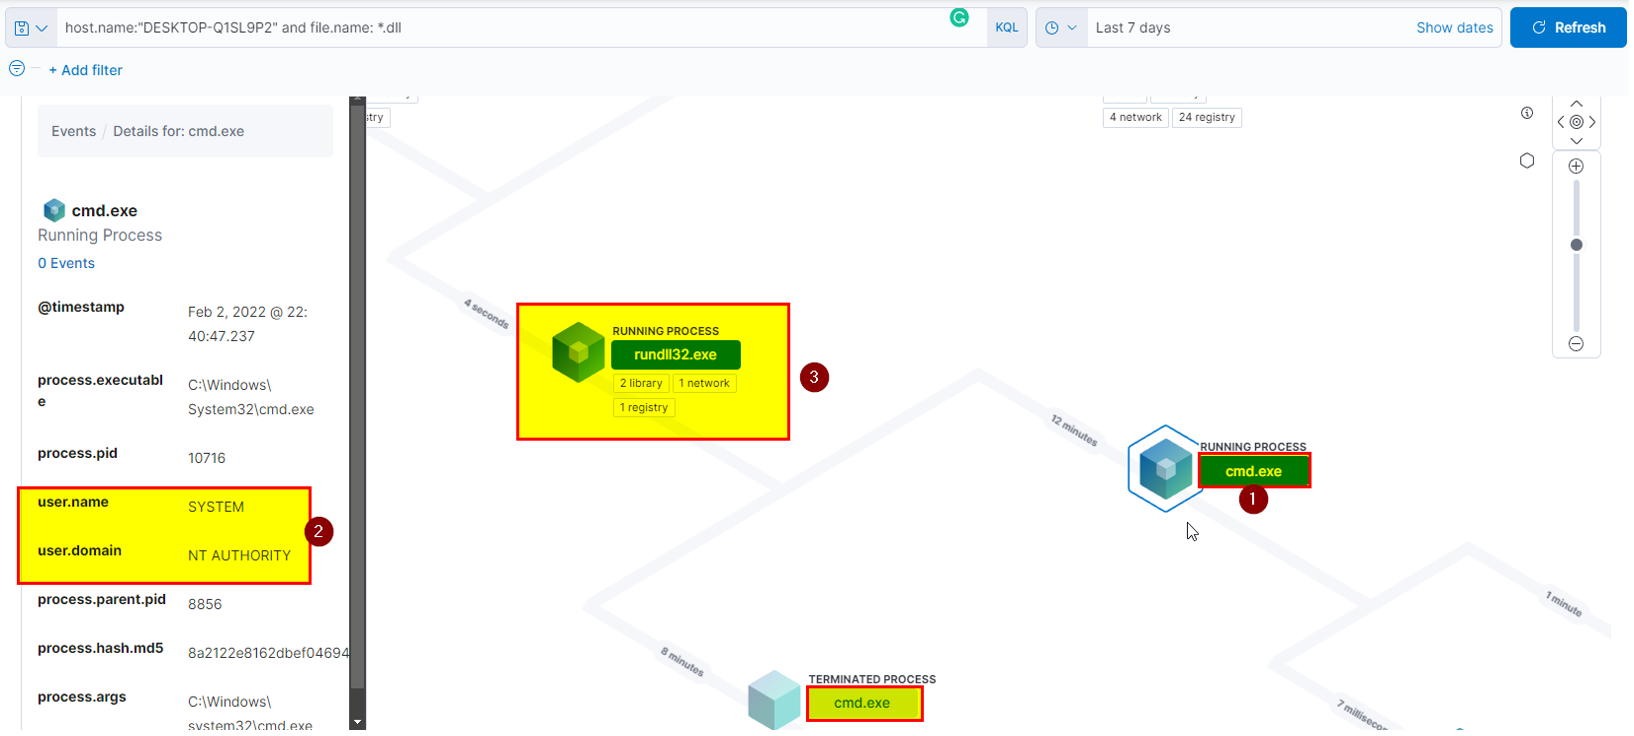 host.name:"DESKTOP-Q1SL9P2" and file.name: *.dll
KQL
Last 7 days
Show dates
Refresh
+ Add filter
Events / Details for: cmd.exe
cmd.exe
Running Process
0 Events
@timestamp
Feb 2, 2022 @ 22:
40:47.237
process.executabl
e
C:\Windows\
System32\cmd.exe
process.pid
10716
user.name
SYSTEM
user.domain
NT AUTHORITY
2
process.parent.pid
8856
process.hash.md5
8a2122e8162dbef04694
process.args
C:\Windows\
system32\cmd.exe
stry
4 network
24 registry
4 seconds
RUNNING PROCESS
rundll32.exe
2 library
1 network
1 registry
3
12 minutes
RUNNING PROCESS
cmd.exe
1
1 minute
8 minutes
TERMINATED PROCESS
cmd.exe
7 millisecon